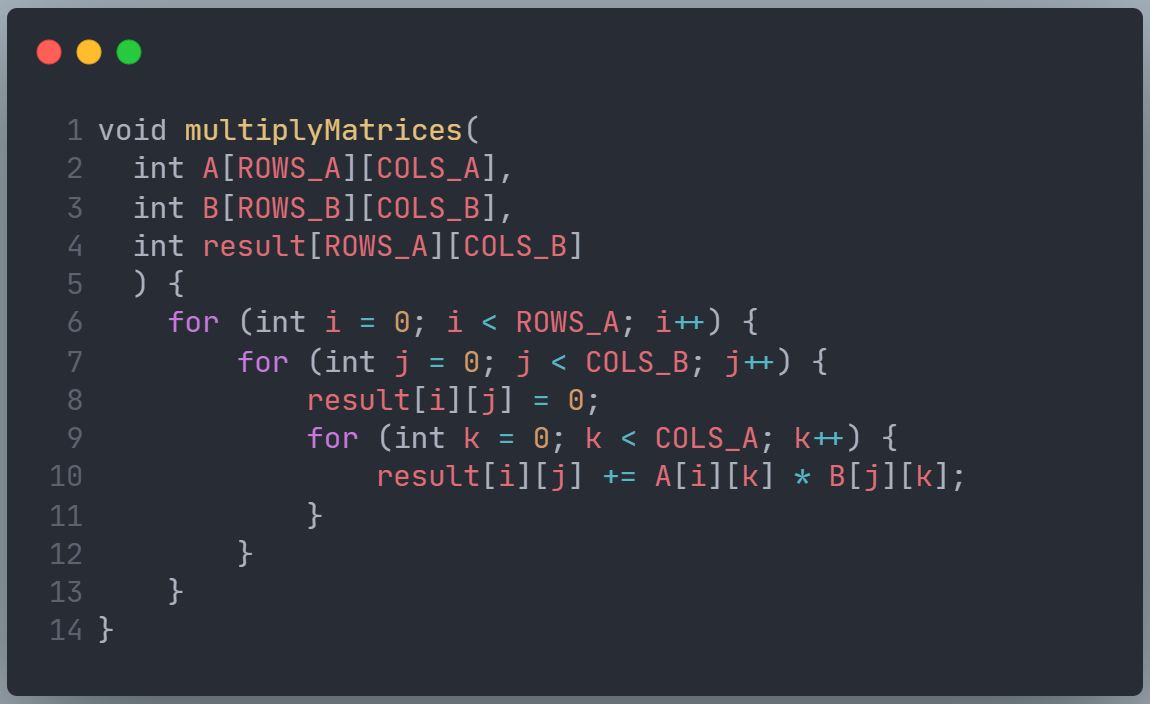 1 void multiplyMatrices(
2   int A[ROWS_A][COLS_A],
3   int B[ROWS_B][COLS_B],
4   int result[ROWS_A][COLS_B]
5   ) {
6     for (int i = 0; i < ROWS_A; i++) {
7         for (int j = 0; j < COLS_B; j++) {
8             result[i][j] = 0;
9             for (int k = 0; k < COLS_A; k++) {
10                 result[i][j] += A[i][k] * B[j][k];
11             }
12         }
13     }
14 }